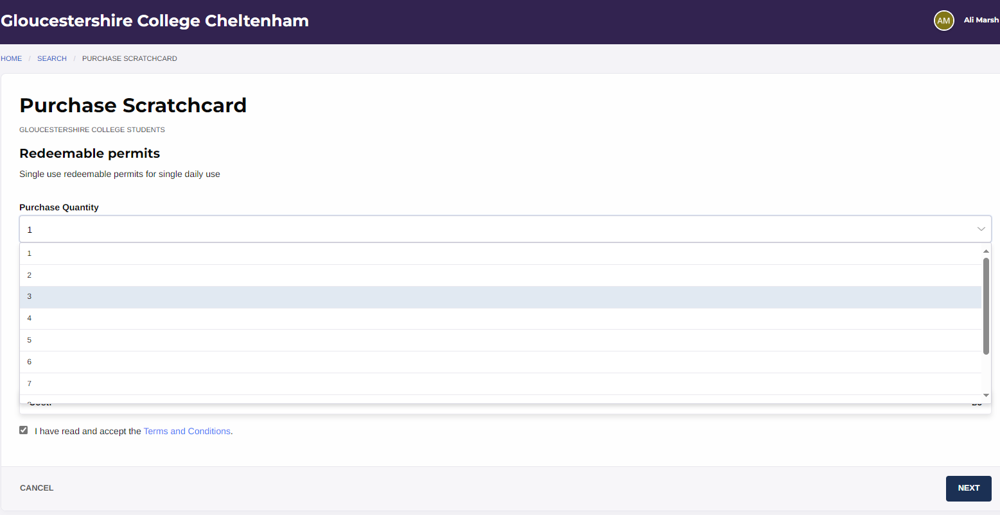 Gloucestershire College Cheltenham
AM
Ali Marsh
HOME / SEARCH / PURCHASE SCRATCHCARD
Purchase Scratchcard
GLOUCESTERSHIRE COLLEGE STUDENTS
Redeemable permits
Single use redeemable permits for single daily use
Purchase Quantity
1
1
2
3
4
5
6
7
I have read and accept the Terms and Conditions.
CANCEL
NEXT